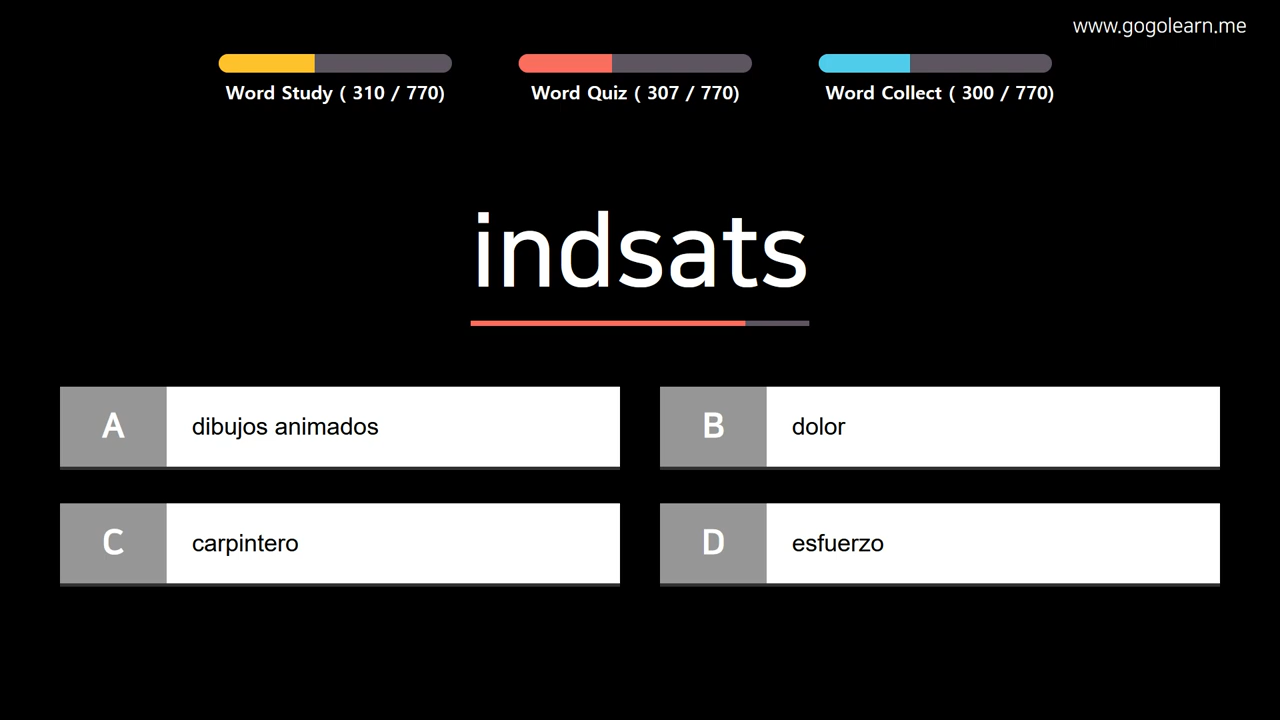 www.gogolearn.me
Word Study ( 310 / 770)
Word Quiz ( 307 / 770)
Word Collect ( 300 / 770)
indsats
A dibujos animados
B dolor
C carpintero
D esfuerzo